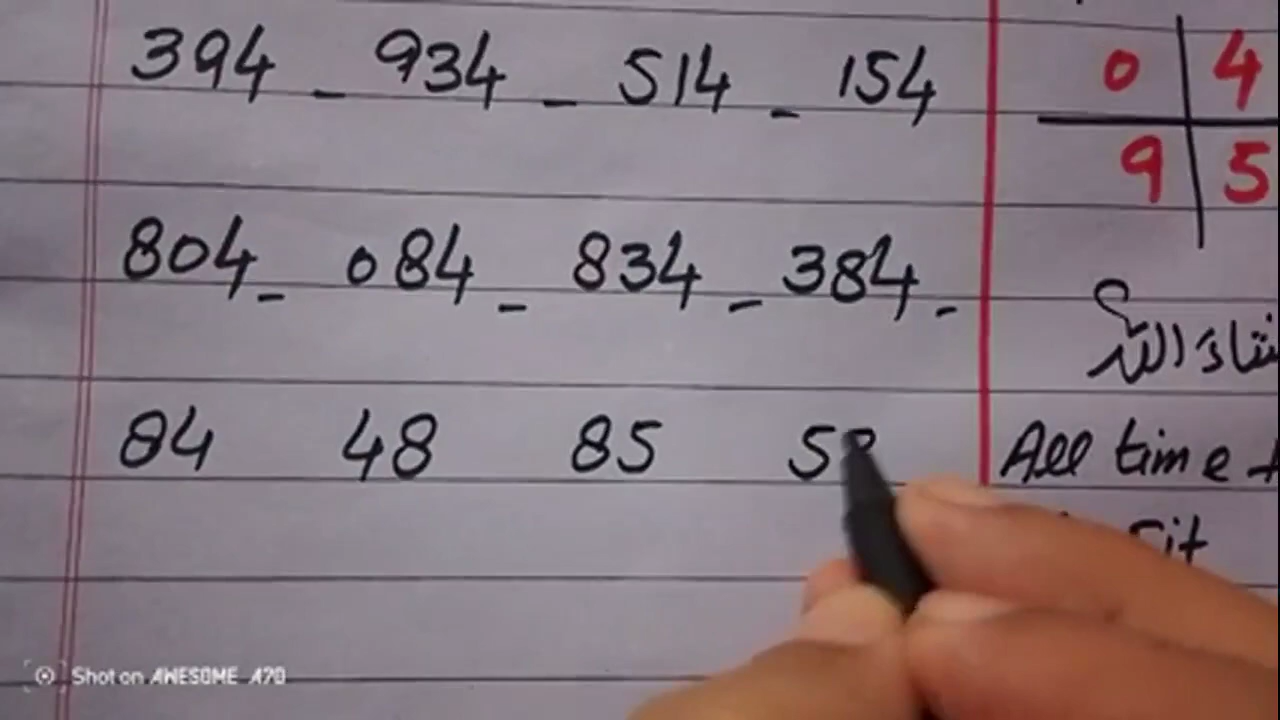 394 - 934 - 514 - 154
804 - 084 - 834 - 384 -
84 48 85 58
0 4
9 5
All time
Shot on AWESOME A70